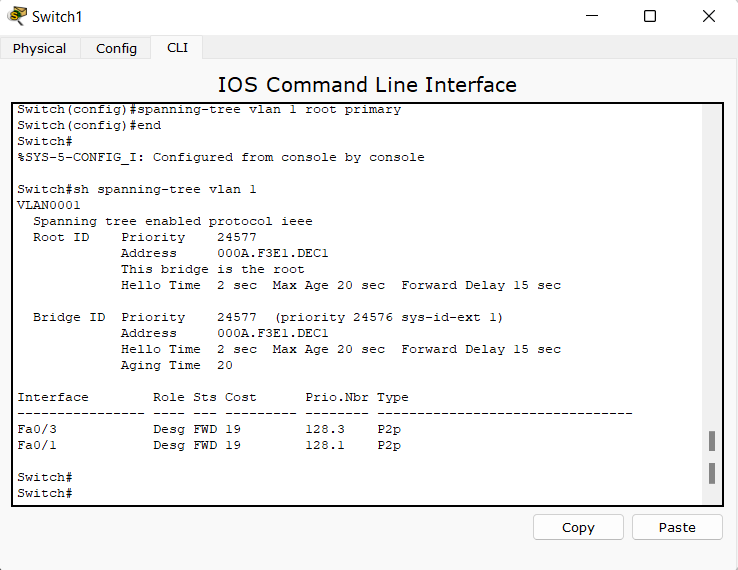 Switch1
Physical Config CLI
IOS Command Line Interface
Switch(config)#spanning-tree vlan 1 root primary
Switch(config)#end
Switch#
%SYS-5-CONFIG_I: Configured from console by console
Switch#sh spanning-tree vlan 1
VLAN0001
  Spanning tree enabled protocol ieee
  Root ID    Priority    24577
             Address     000A.F3E1.DEC1
             This bridge is the root
             Hello Time  2 sec  Max Age 20 sec  Forward Delay 15 sec
  Bridge ID  Priority    24577  (priority 24576 sys-id-ext 1)
             Address     000A.F3E1.DEC1
             Hello Time  2 sec  Max Age 20 sec  Forward Delay 15 sec
             Aging Time  20
Interface        Role Sts Cost      Prio.Nbr Type
---------------- ---- --- --------- -------- --------------------------------
Fa0/3            Desg FWD 19        128.3    P2p
Fa0/1            Desg FWD 19        128.1    P2p
Switch#
Switch#
Copy Paste